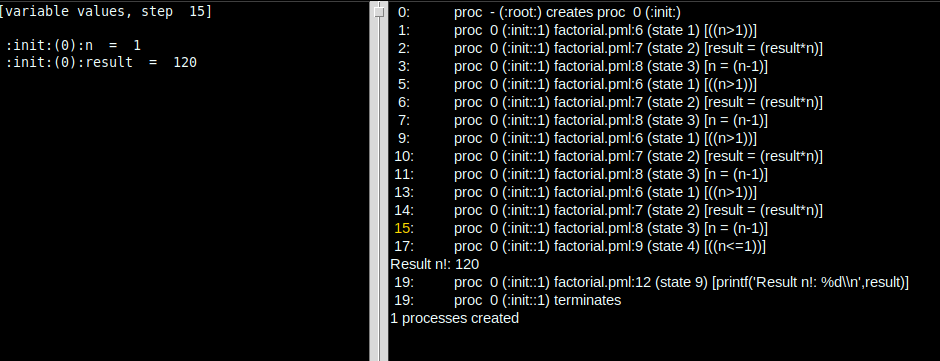 [variable values, step  15]
:init:(0):n  =  1
:init:(0):result  =  120
0: proc  - (:root:) creates proc  0 (:init:)
1: proc  0 (:init::1) factorial.pml:6 (state 1) [((n>1))]
2: proc  0 (:init::1) factorial.pml:7 (state 2) [result = (result*n)]
3: proc  0 (:init::1) factorial.pml:8 (state 3) [n = (n-1)]
5: proc  0 (:init::1) factorial.pml:6 (state 1) [((n>1))]
6: proc  0 (:init::1) factorial.pml:7 (state 2) [result = (result*n)]
7: proc  0 (:init::1) factorial.pml:8 (state 3) [n = (n-1)]
9: proc  0 (:init::1) factorial.pml:6 (state 1) [((n>1))]
10: proc  0 (:init::1) factorial.pml:7 (state 2) [result = (result*n)]
11: proc  0 (:init::1) factorial.pml:8 (state 3) [n = (n-1)]
13: proc  0 (:init::1) factorial.pml:6 (state 1) [((n>1))]
14: proc  0 (:init::1) factorial.pml:7 (state 2) [result = (result*n)]
15: proc  0 (:init::1) factorial.pml:8 (state 3) [n = (n-1)]
17: proc  0 (:init::1) factorial.pml:9 (state 4) [((n<=1))]
Result n!: 120
19: proc  0 (:init::1) factorial.pml:12 (state 9) [printf('Result n!: %d\\n',result)]
19: proc  0 (:init::1) terminates
1 processes created